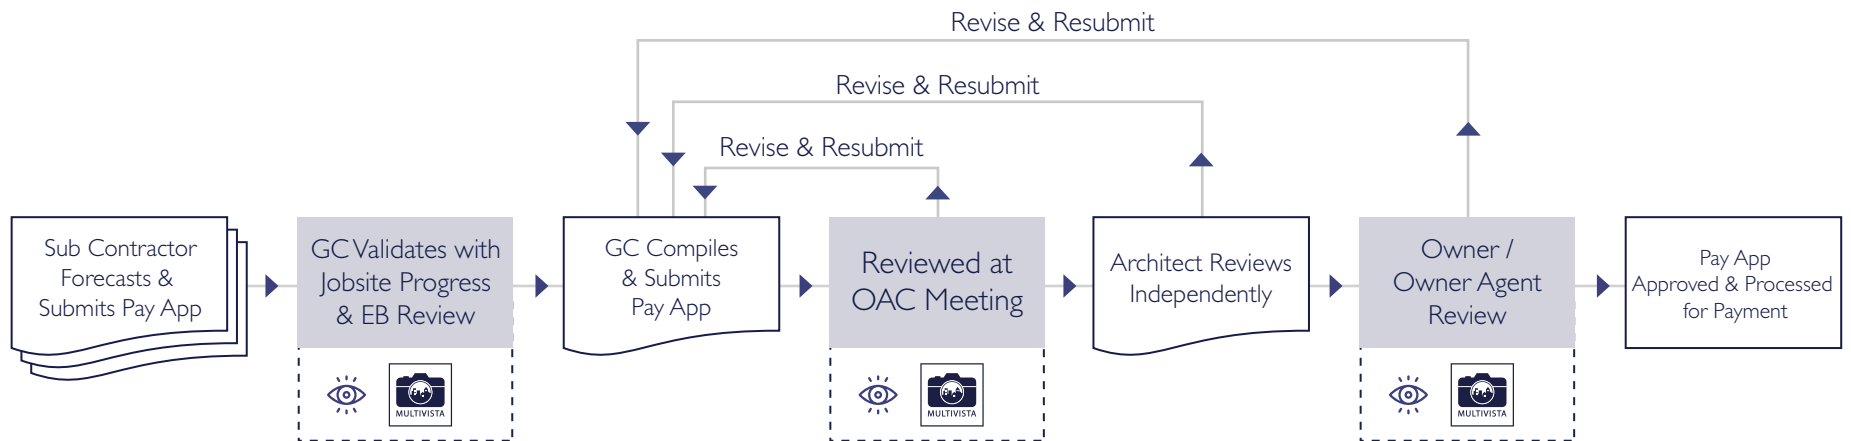 Revise & Resubmit
Revise & Resubmit
Revise & Resubmit
Sub Contractor
Forecasts &
Submits Pay App
GC Validates with
Jobsite Progress
& EB Review
GC Compiles
& Submits
Pay App
Reviewed at
OAC Meeting
Architect Reviews
Independently
Owner /
Owner Agent
Review
Pay App
Approved & Processed
for Payment
MULTIVISTA
MULTIVISTA
MULTIVISTA